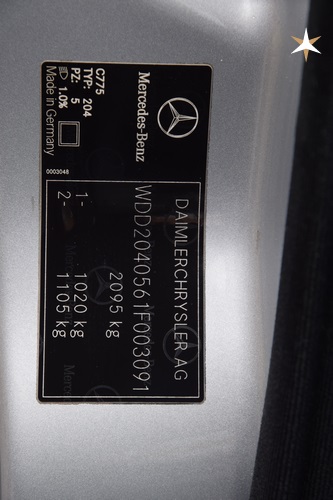 Mercedes-Benz
C775
TYP: 204
PZ: 5
1.0%
Made in Germany
0003048
DAIMLERCHRYSLER AG
WDD2040561F003091
2095 kg
1- 1020 kg
2- 1105 kg